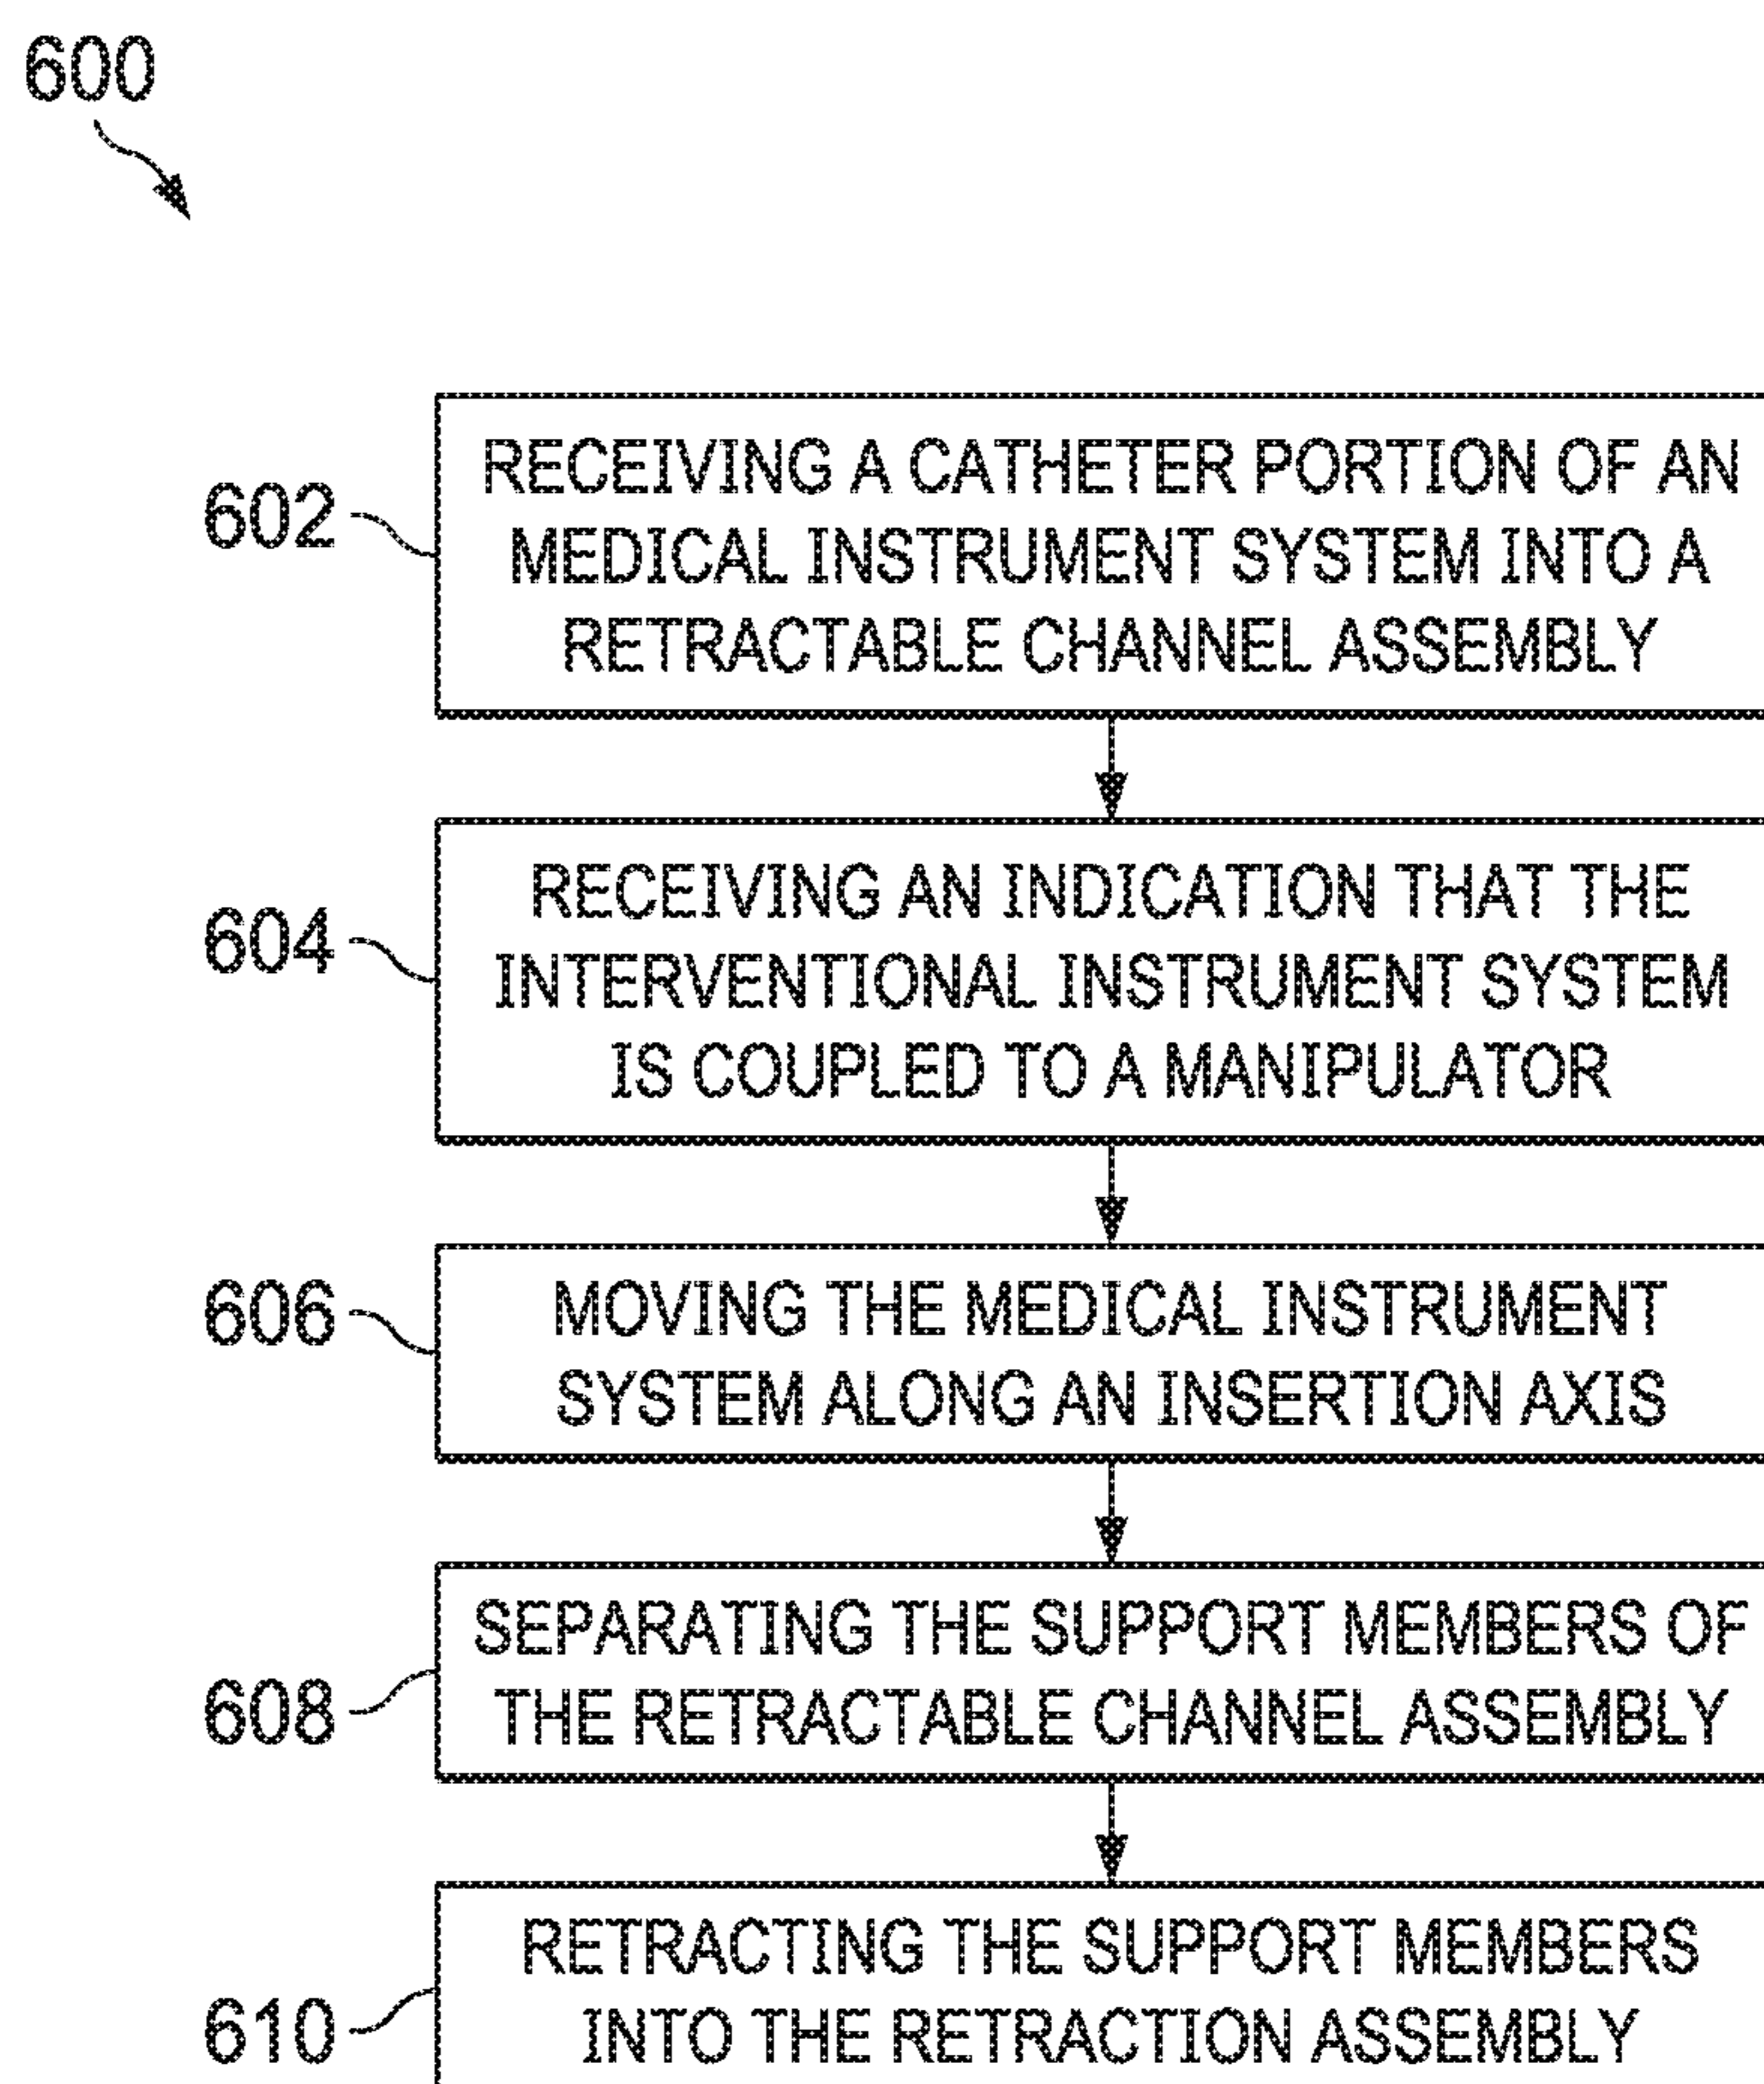 600
602
RECEIVING A CATHETER PORTION OF AN
MEDICAL INSTRUMENT SYSTEM INTO A
RETRACTABLE CHANNEL ASSEMBLY
604
RECEIVING AN INDICATION THAT THE
INTERVENTIONAL INSTRUMENT SYSTEM
IS COUPLED TO A MANIPULATOR
606
MOVING THE MEDICAL INSTRUMENT
SYSTEM ALONG AN INSERTION AXIS
608
SEPARATING THE SUPPORT MEMBERS OF
THE RETRACTABLE CHANNEL ASSEMBLY
610
RETRACTING THE SUPPORT MEMBERS
INTO THE RETRACTION ASSEMBLY